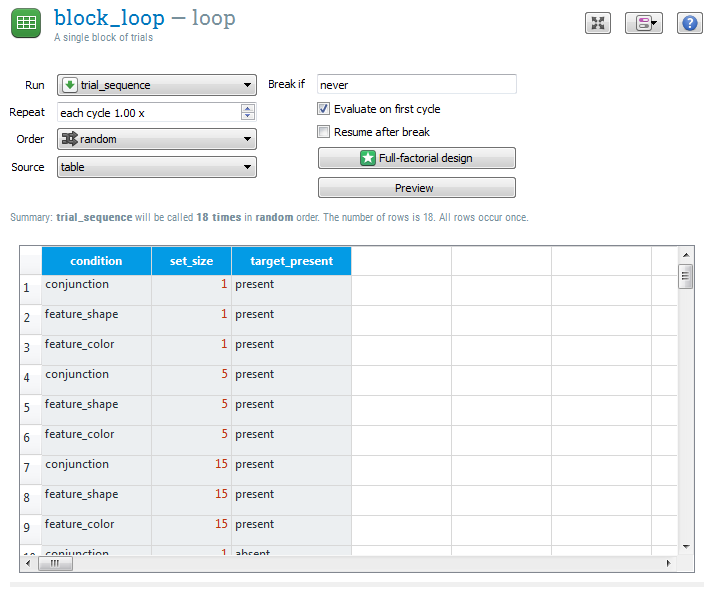 block_loop – loop
A single block of trials
Run trial_sequence Break if never
Repeat each cycle 1.00 x Evaluate on first cycle
Order random Resume after break
Source table Full-factorial design
Preview
Summary: trial_sequence will be called 18 times in random order. The number of rows is 18. All rows occur once.
condition set_size target_present
1 conjunction 1 present
2 feature_shape 1 present
3 feature_color 1 present
4 conjunction 5 present
5 feature_shape 5 present
6 feature_color 5 present
7 conjunction 15 present
8 feature_shape 15 present
9 feature_color 15 present
10 conjunction 1 absent